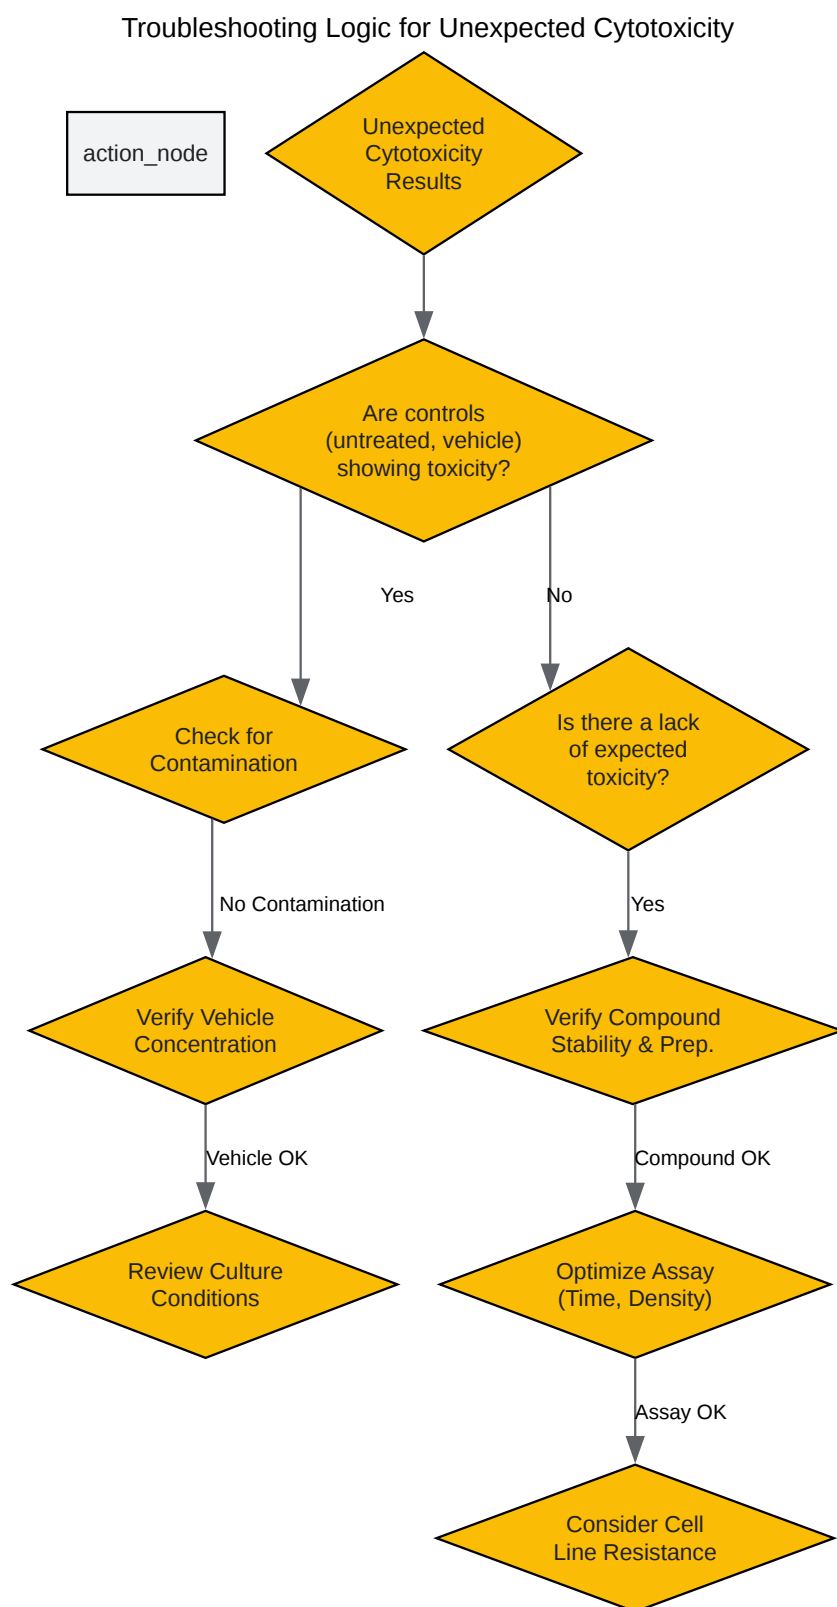 Troubleshooting Logic for Unexpected Cytotoxicity
action_node
Unexpected
Cytotoxicity
Results
Are controls
(untreated, vehicle)
showing toxicity?
Yes
No
Check for
Contamination
Is there a lack
of expected
toxicity?
No Contamination
Yes
Verify Vehicle
Concentration
Verify Compound
Stability & Prep.
Vehicle OK
Compound OK
Review Culture
Conditions
Optimize Assay
(Time, Density)
Assay OK
Consider Cell
Line Resistance